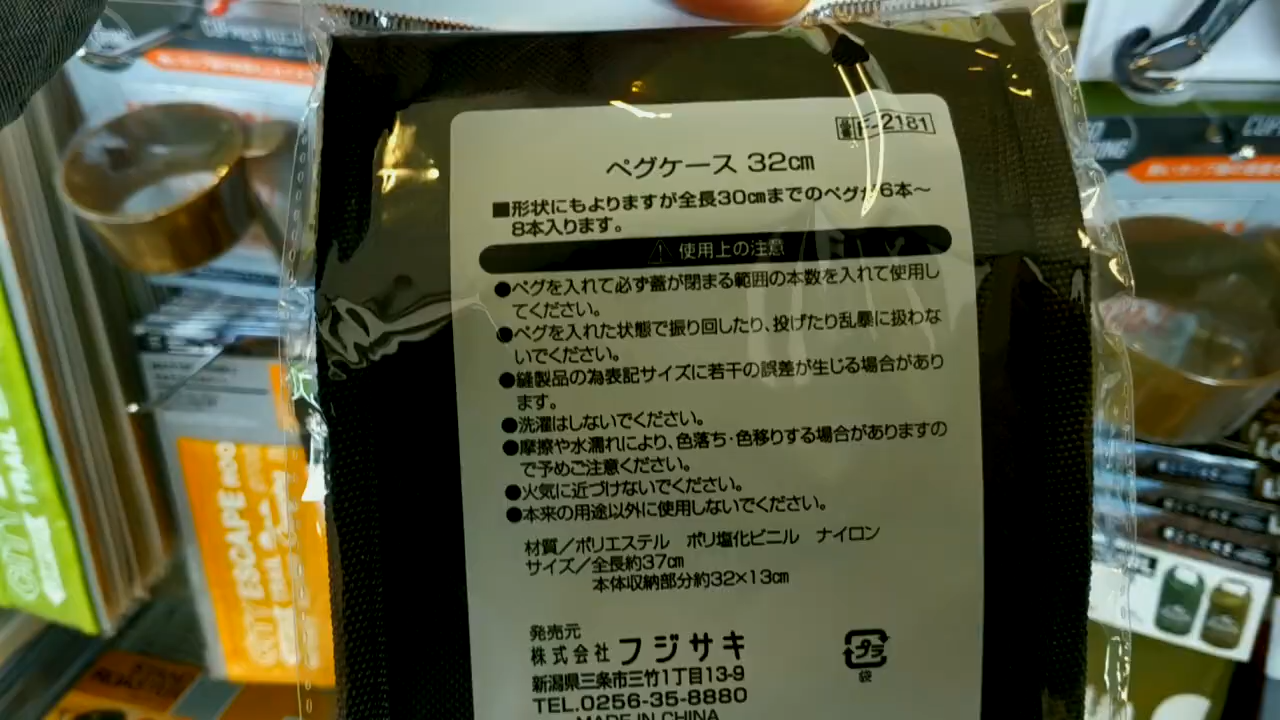 E-2181
ペグケース 32㎝
■形状にもよりますが全長30㎝までのペグが6本〜
8本入ります。
⚠ 使用上の注意
●ペグを入れて必ず蓋が閉まる範囲の本数を入れて使用し
てください。
●ペグを入れた状態で振り回したり、投げたり乱暴に扱わな
いでください。
●縫製品の為表記サイズに若干の誤差が生じる場合があり
ます。
●洗濯はしないでください。
●摩擦や水濡れにより、色落ち・色移りする場合がありますの
で予めご注意ください。
●火気に近づけないでください。
●本来の用途以外に使用しないでください。
材質／ポリエステル ポリ塩化ビニル ナイロン
サイズ／全長約37㎝
本体収納部分約32×13㎝
発売元
株式会社 フジサキ
新潟県三条市三竹1丁目13-9
TEL.0256-35-8880
MADE IN CHINA
プラ
袋
ESCAPE
TRAIL